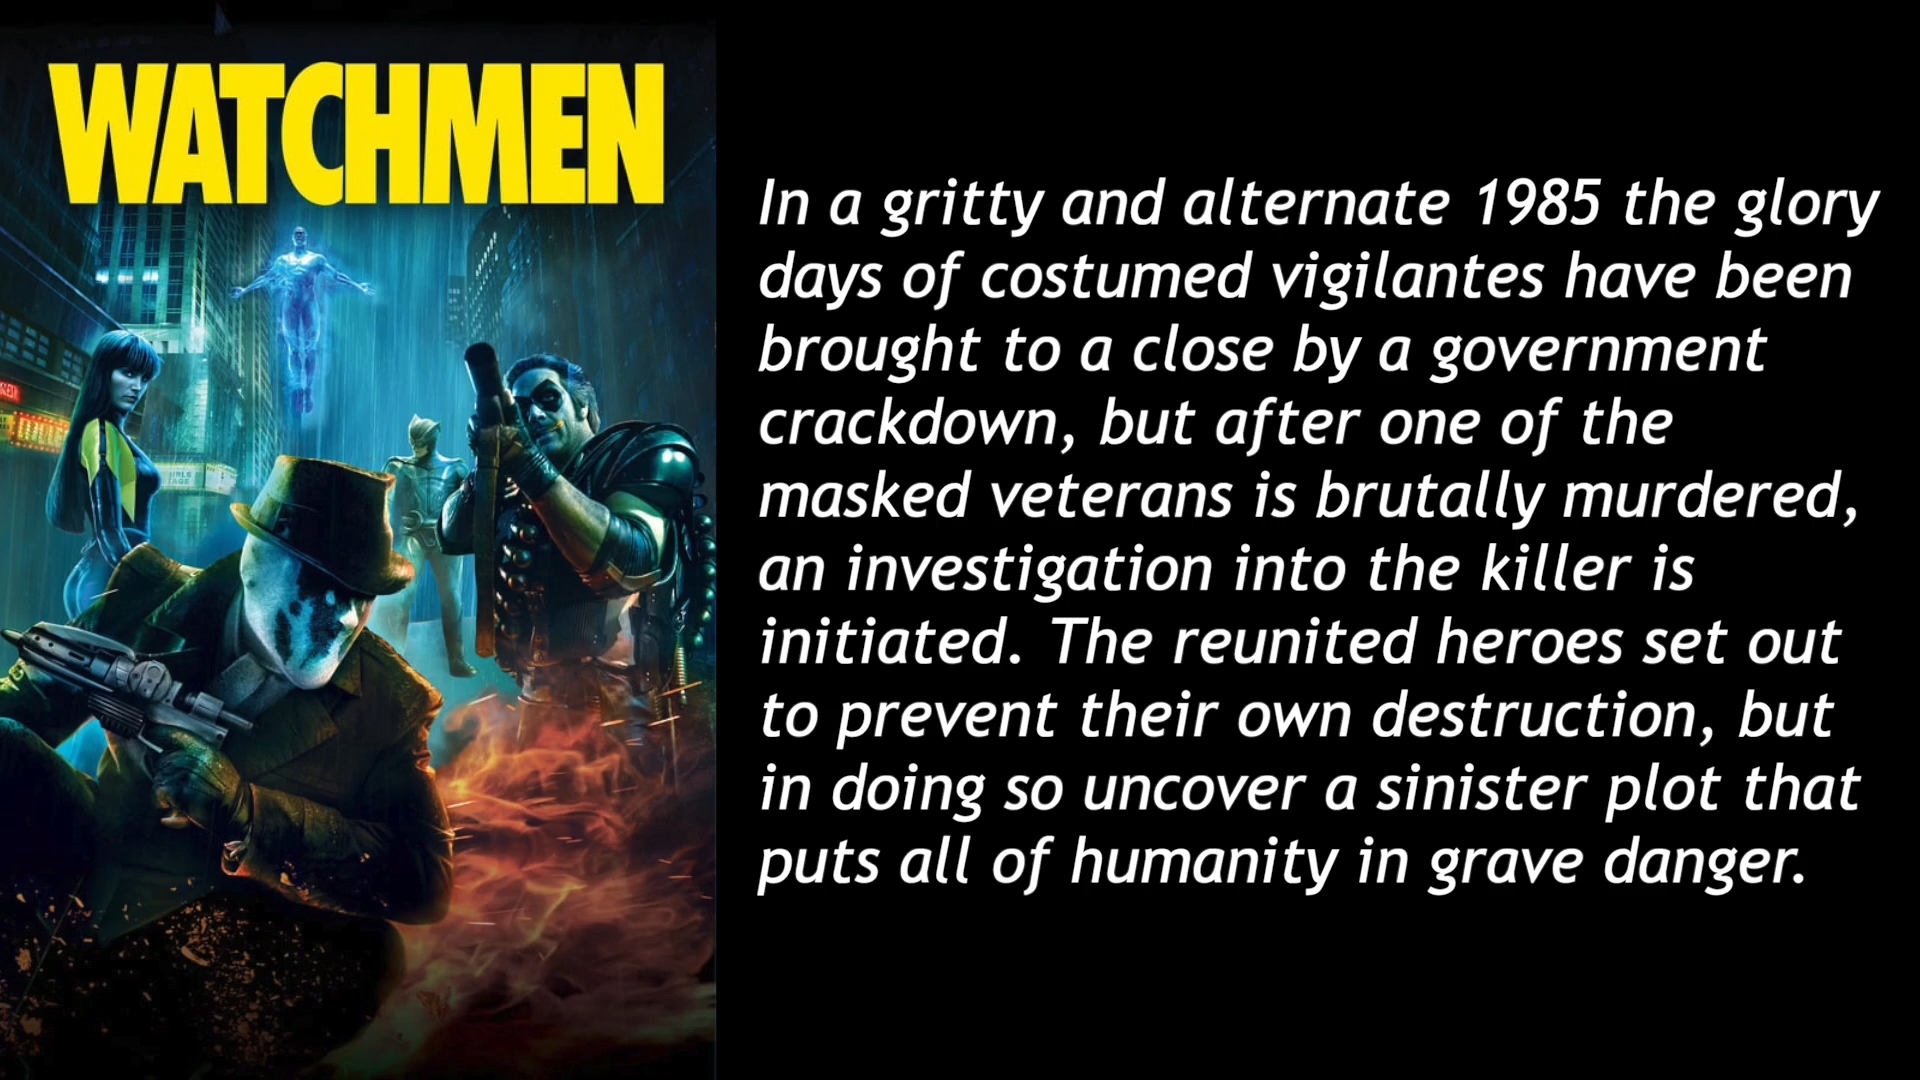 WATCHMEN
In a gritty and alternate 1985 the glory
days of costumed vigilantes have been
brought to a close by a government
crackdown, but after one of the
masked veterans is brutally murdered,
an investigation into the killer is
initiated. The reunited heroes set out
to prevent their own destruction, but
in doing so uncover a sinister plot that
puts all of humanity in grave danger.